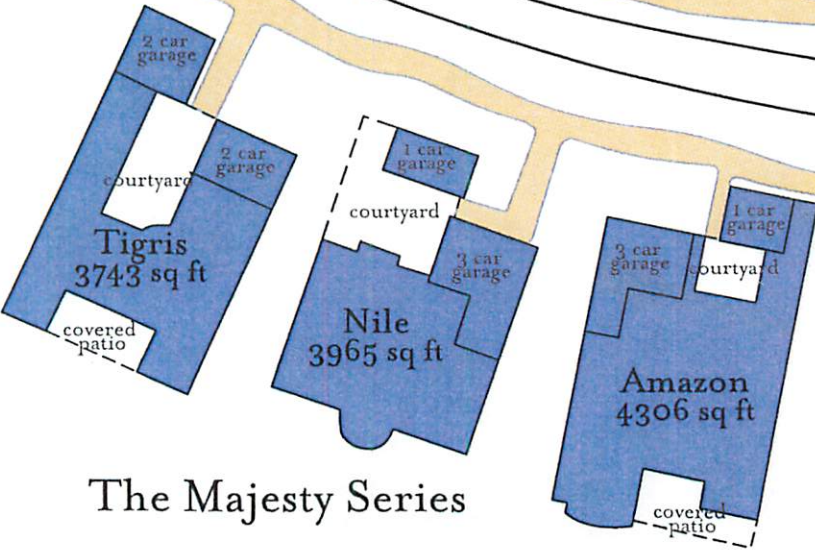 2 car
garage
2 car
garage
courtyard
Tigris
3743 sq ft
covered
patio
1 car
garage
courtyard
3 car
garage
Nile
3965 sq ft
1 car
garage
3 car
garage
courtyard
Amazon
4306 sq ft
covered
patio
The Majesty Series